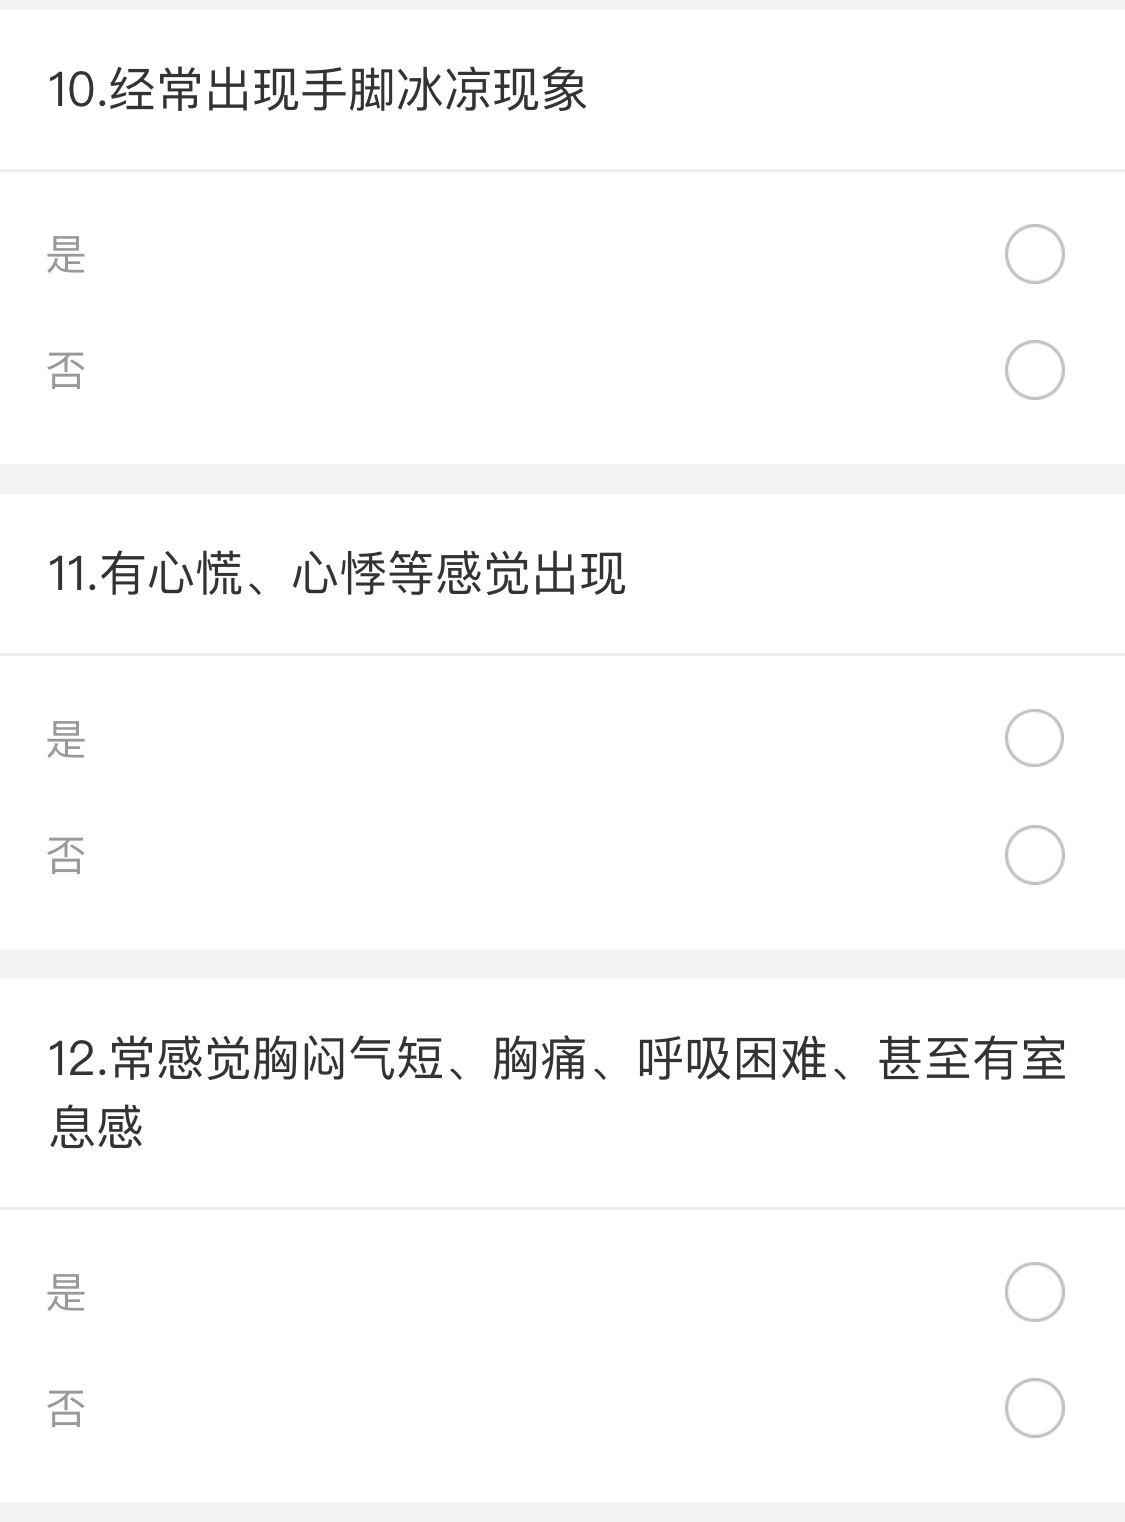 10.经常出现手脚冰凉现象
是
否
11.有心慌、心悸等感觉出现
是
否
12.常感觉胸闷气短、胸痛、呼吸困难、甚至有室
息感
是
否